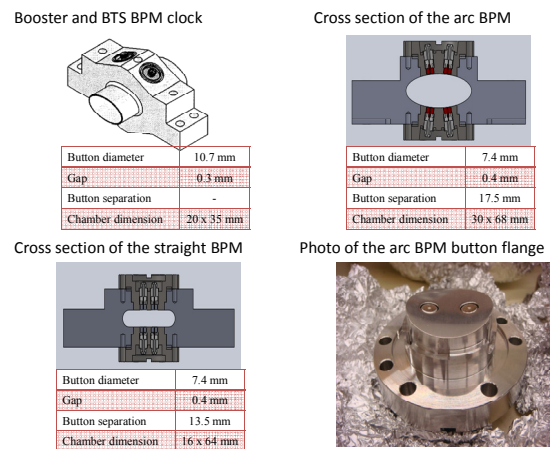 Booster and BTS BPM clock
Button diameter 10.7 mm
Gap 0.3 mm
Button separation -
Chamber dimension 20 x 35 mm
Cross section of the arc BPM
Button diameter 7.4 mm
Gap 0.4 mm
Button separation 17.5 mm
Chamber dimension 30 x 68 mm
Cross section of the straight BPM
Button diameter 7.4 mm
Gap 0.4 mm
Button separation 13.5 mm
Chamber dimension 16 x 64 mm
Photo of the arc BPM button flange